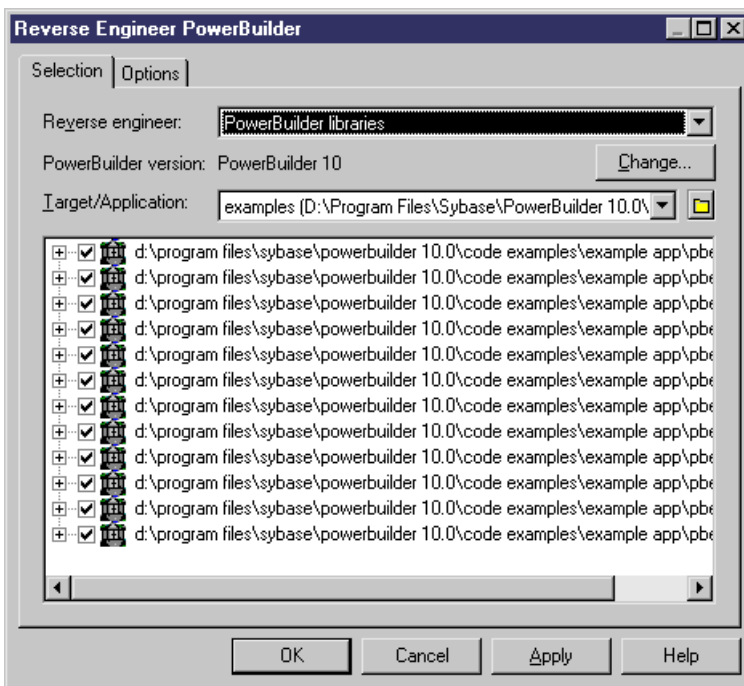 Reverse Engineer PowerBuilder
Selection Options
Reverse engineer: PowerBuilder libraries
PowerBuilder version: PowerBuilder 10 Change...
Target/Application: examples (D:\Program Files\Sybase\PowerBuilder 10.0\
d:\program files\sybase\powerbuilder 10.0\code examples\example app\pbe
d:\program files\sybase\powerbuilder 10.0\code examples\example app\pbe
d:\program files\sybase\powerbuilder 10.0\code examples\example app\pbe
d:\program files\sybase\powerbuilder 10.0\code examples\example app\pbe
d:\program files\sybase\powerbuilder 10.0\code examples\example app\pbe
d:\program files\sybase\powerbuilder 10.0\code examples\example app\pbe
d:\program files\sybase\powerbuilder 10.0\code examples\example app\pbe
d:\program files\sybase\powerbuilder 10.0\code examples\example app\pbe
d:\program files\sybase\powerbuilder 10.0\code examples\example app\pbe
d:\program files\sybase\powerbuilder 10.0\code examples\example app\pbe
d:\program files\sybase\powerbuilder 10.0\code examples\example app\pbe
d:\program files\sybase\powerbuilder 10.0\code examples\example app\pbe
OK Cancel Apply Help